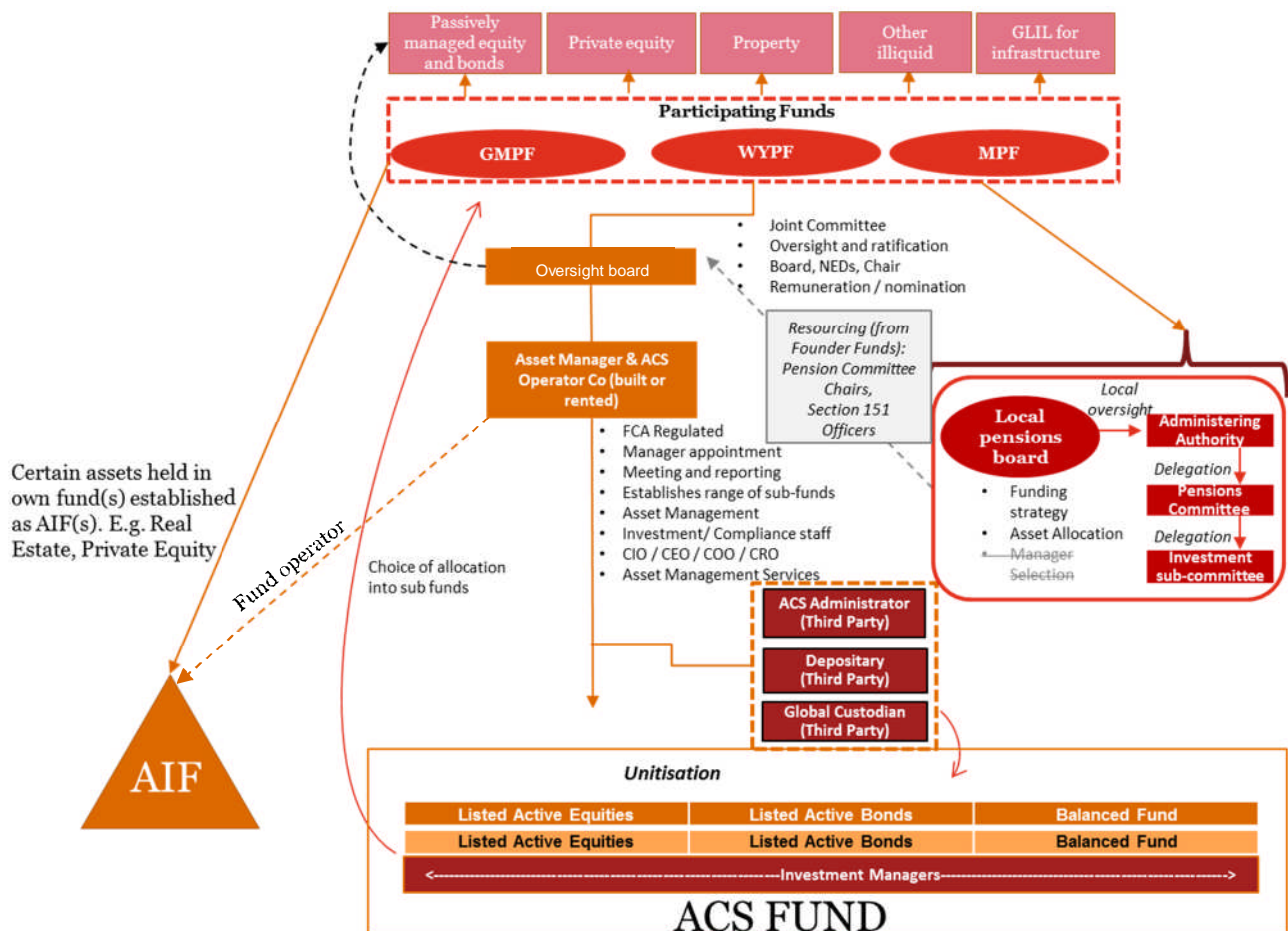 Passively
managed equity
and bonds
Private equity
Property
Other
illiquid
GLIL for
infrastructure
Participating Funds
GMPF
WYPF
MPF
• Joint Committee
• Oversight and ratification
• Board, NEDs, Chair
• Remuneration / nomination
Oversight board
Resourcing (from
Founder Funds):
Pension Committee
Chairs,
Section 151
Officers
Asset Manager & ACS
Operator Co (built or
rented)
• FCA Regulated
• Manager appointment
• Meeting and reporting
• Establishes range of sub-funds
• Asset Management
• Investment/ Compliance staff
• CIO / CEO / COO / CRO
• Asset Management Services
Local
oversight
Local
pensions
board
Administering
Authority
Delegation
Pensions
Committee
Delegation
Investment
sub-committee
• Funding
strategy
• Asset Allocation
• Manager
Selection
Certain assets held in
own fund(s) established
as AIF(s). E.g. Real
Estate, Private Equity
Fund operator
Choice of allocation
into sub funds
ACS Administrator
(Third Party)
Depositary
(Third Party)
Global Custodian
(Third Party)
AIF
Unitisation
Listed Active Equities
Listed Active Bonds
Balanced Fund
Listed Active Equities
Listed Active Bonds
Balanced Fund
Investment Managers
ACS FUND